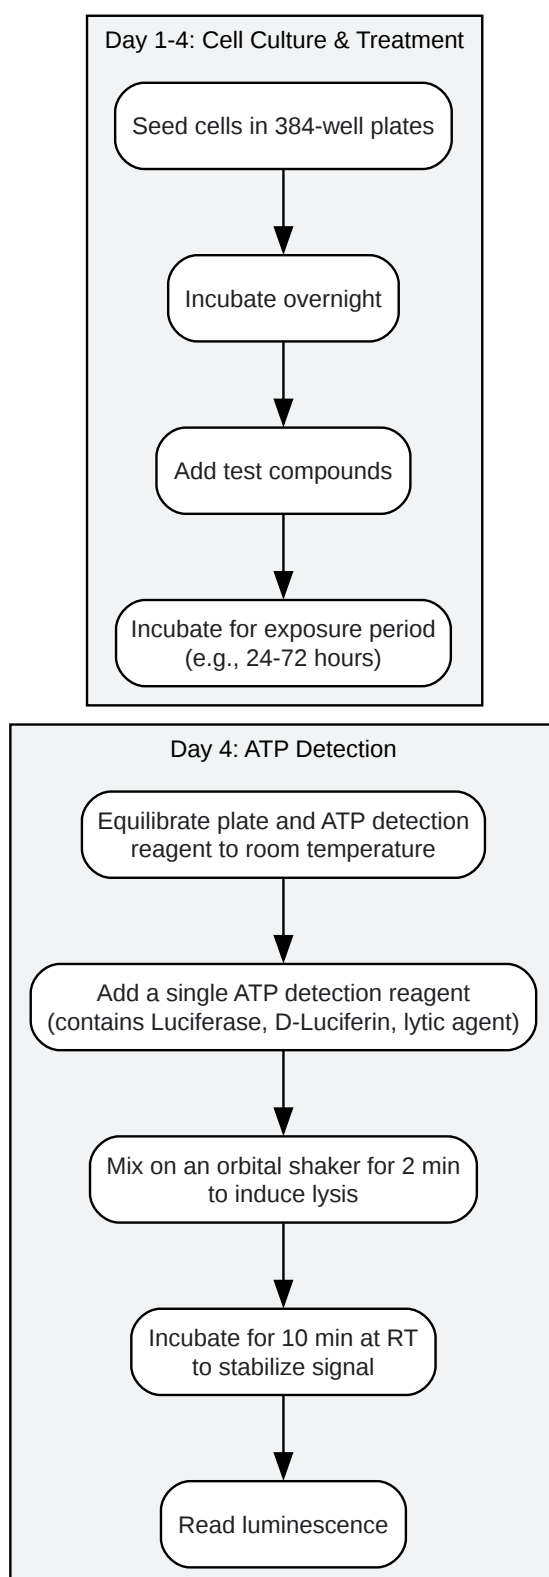 Day 1-4: Cell Culture & Treatment
Seed cells in 384-well plates
Incubate overnight
Add test compounds
Incubate for exposure period
(e.g., 24-72 hours)
Day 4: ATP Detection
Equilibrate plate and ATP detection
reagent to room temperature
Add a single ATP detection reagent
(contains Luciferase, D-Luciferin, lytic agent)
Mix on an orbital shaker for 2 min
to induce lysis
Incubate for 10 min at RT
to stabilize signal
Read luminescence